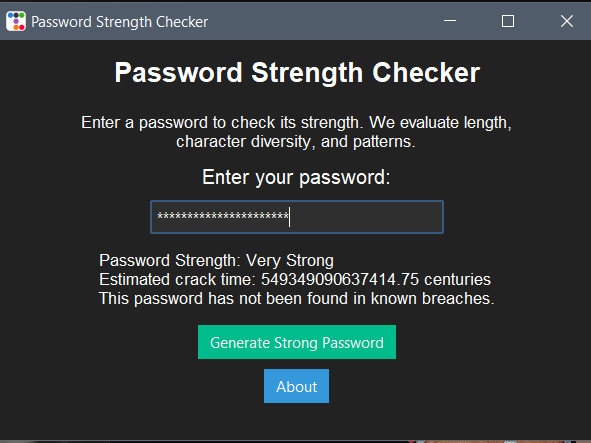 Password Strength Checker
Password Strength Checker
Enter a password to check its strength. We evaluate length,
character diversity, and patterns.
Enter your password:
**********************
Password Strength: Very Strong
Estimated crack time: 549349090637414.75 centuries
This password has not been found in known breaches.
Generate Strong Password
About